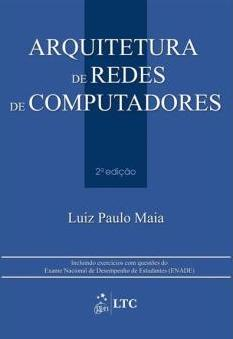 ARQUITETURA
DE REDES
DE COMPUTADORES
2ª edição
Luiz Paulo Maia
Incluindo exercícios com questões do
Exame Nacional de Desempenho de Estudantes (ENADE)
LTC